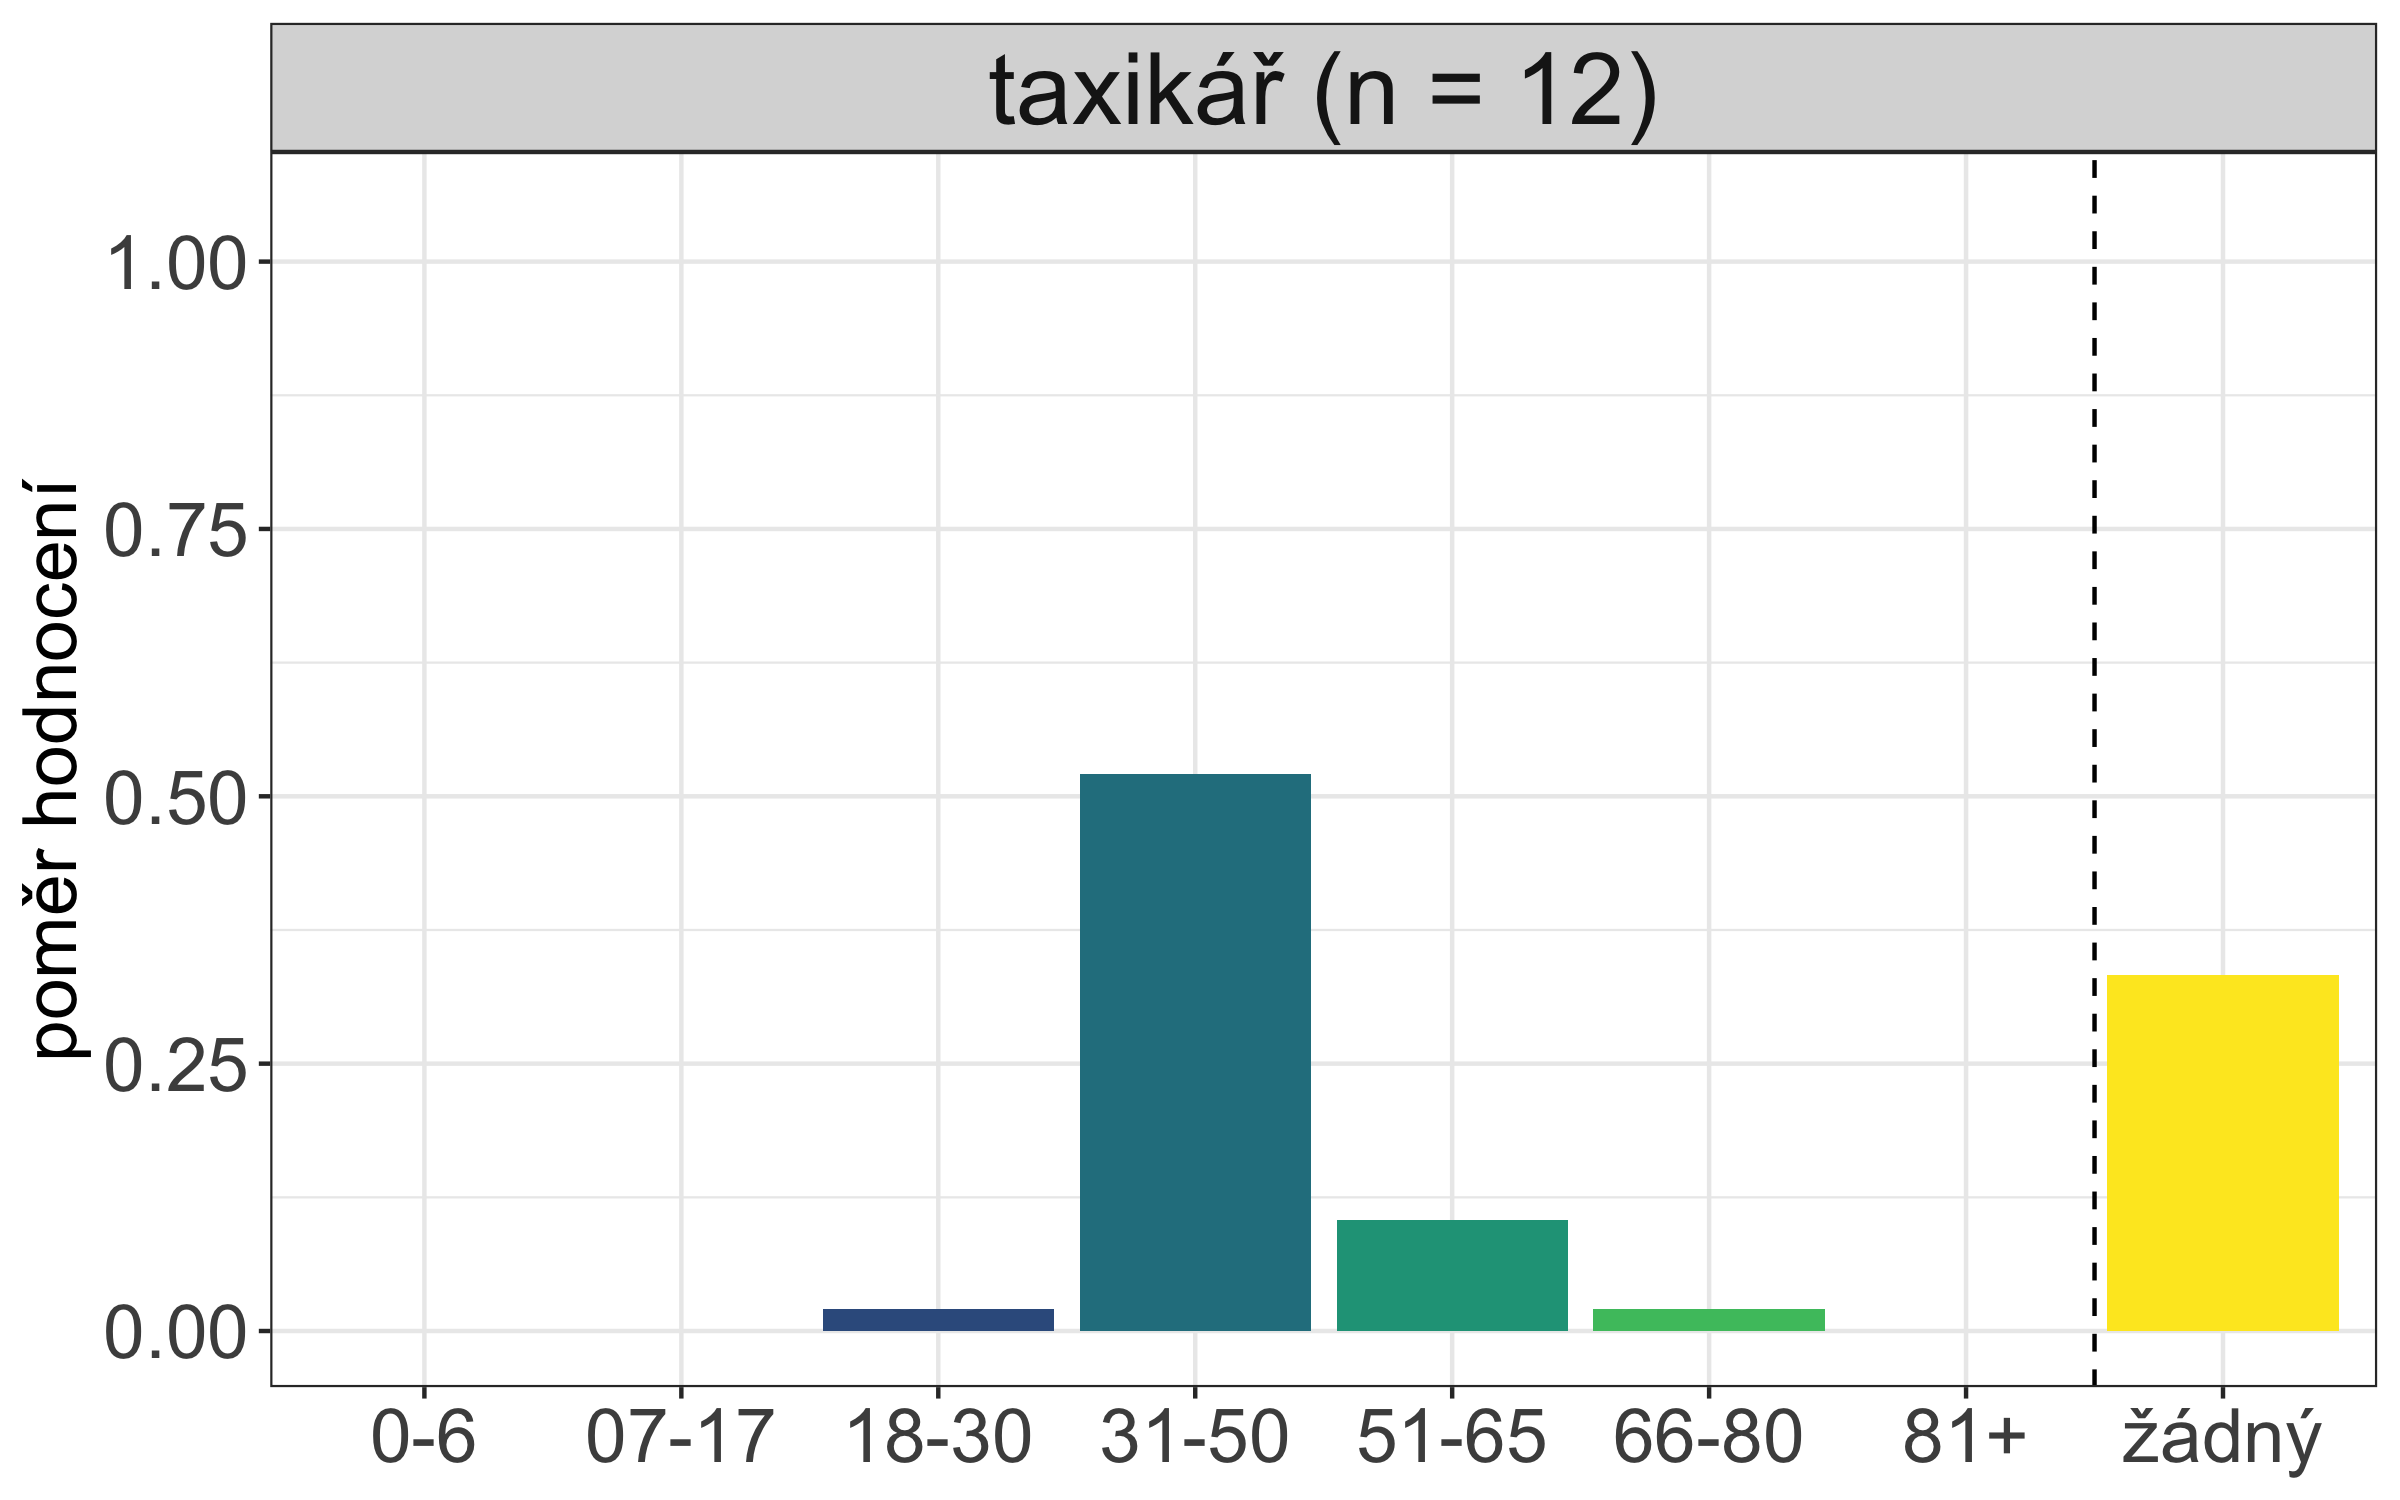 taxikář (n = 12)
poměr hodnocení
1.00
0.75
0.50
0.25
0.00
0-6 07-17 18-30 31-50 51-65 66-80 81+ žádný